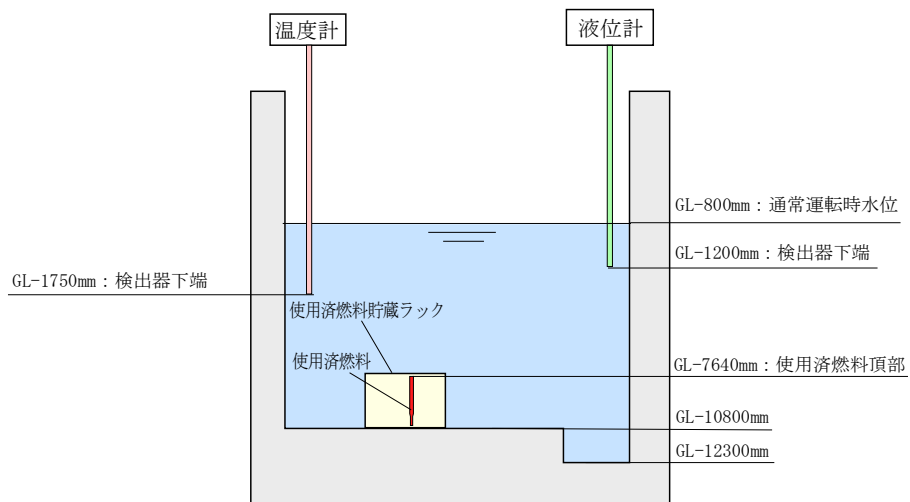 温度計
液位計
GL-800mm：通常運転時水位
GL-1200mm：検出器下端
GL-1750mm：検出器下端
使用済燃料貯蔵ラック
使用済燃料
GL-7640mm：使用済燃料頂部
GL-10800mm
GL-12300mm